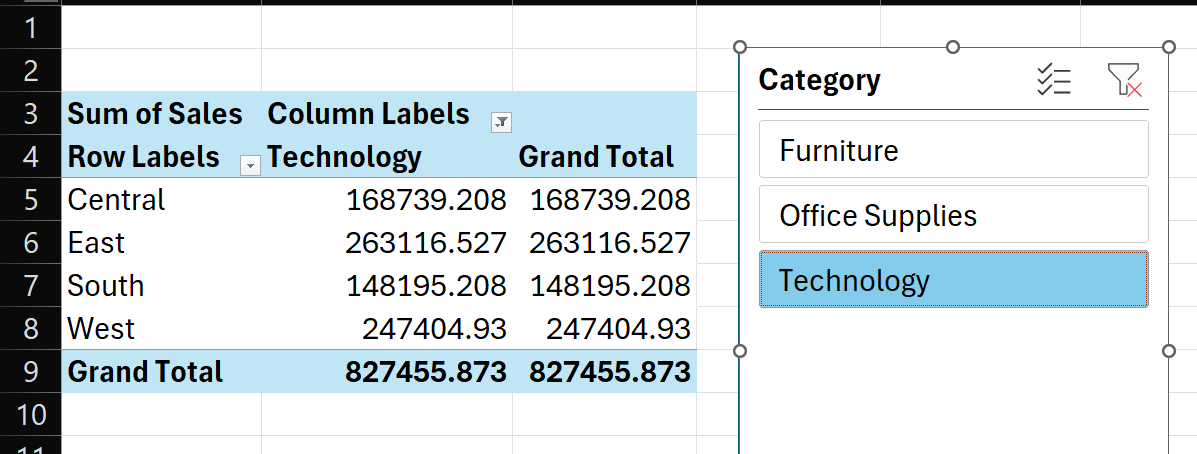 1
2
3 Sum of Sales Column Labels
4 Row Labels Technology Grand Total
5 Central 168739.208 168739.208
6 East 263116.527 263116.527
7 South 148195.208 148195.208
8 West 247404.93 247404.93
9 Grand Total 827455.873 827455.873
10
11
Category
Furniture
Office Supplies
Technology